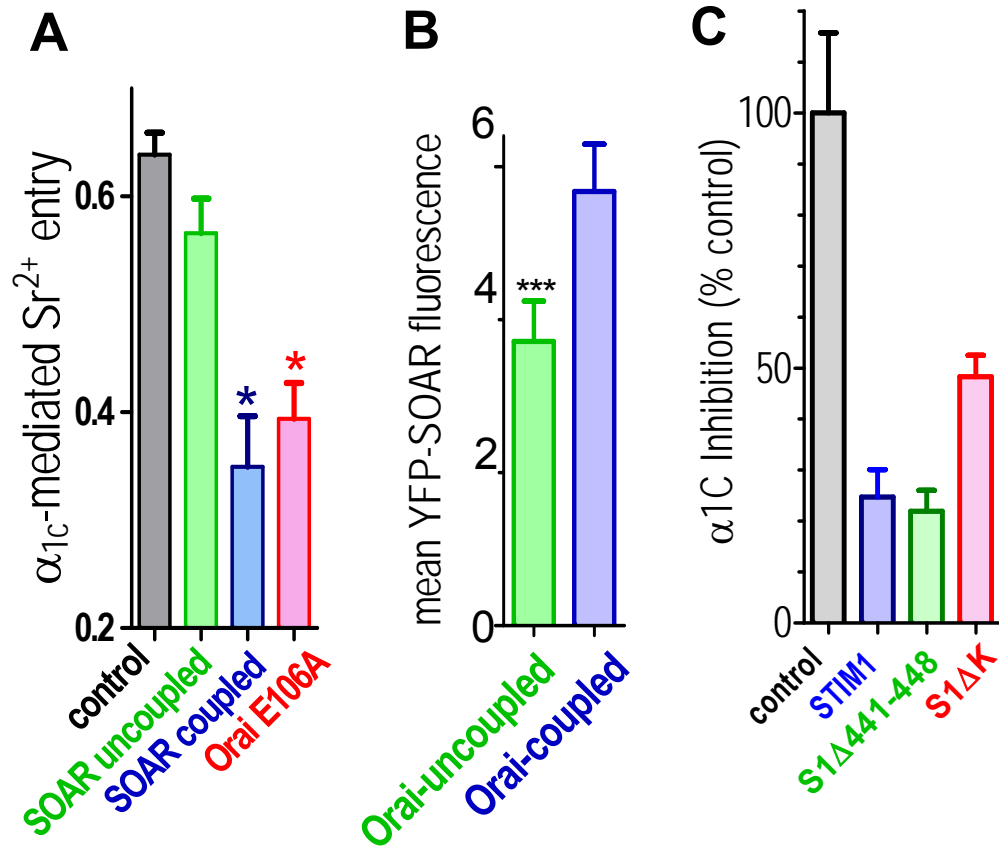 A
α1c-mediated Sr2+ entry
0.6
0.4
0.2
control
SOAR uncoupled
SOAR coupled
Orai E106A
*
*
B
mean YFP-SOAR fluorescence
6
4
2
0
***
Orai-uncoupled
Orai-coupled
C
α1C Inhibition (% control)
100
50
0
control
STIM1
S1Δ441-448
S1ΔK